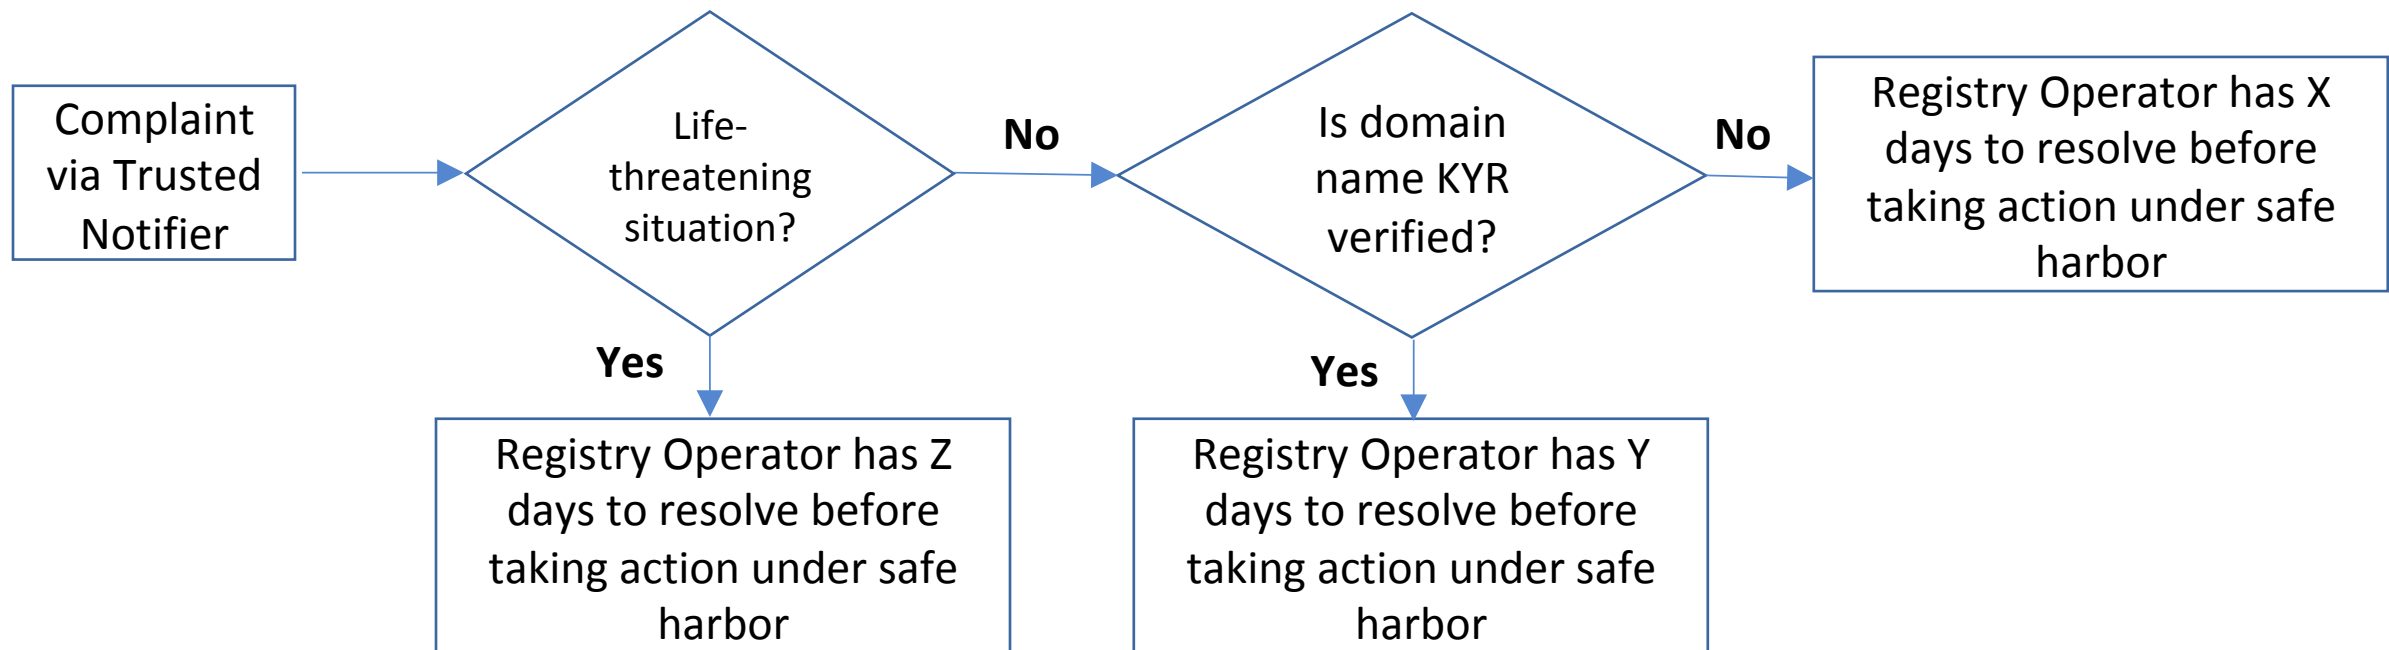 Complaint
via Trusted
Notifier
Life-
threatening
situation?
No
Is domain
name KYR
verified?
No
Registry Operator has X
days to resolve before
taking action under safe
harbor
Yes
Registry Operator has Z
days to resolve before
taking action under safe
harbor
Yes
Registry Operator has Y
days to resolve before
taking action under safe
harbor